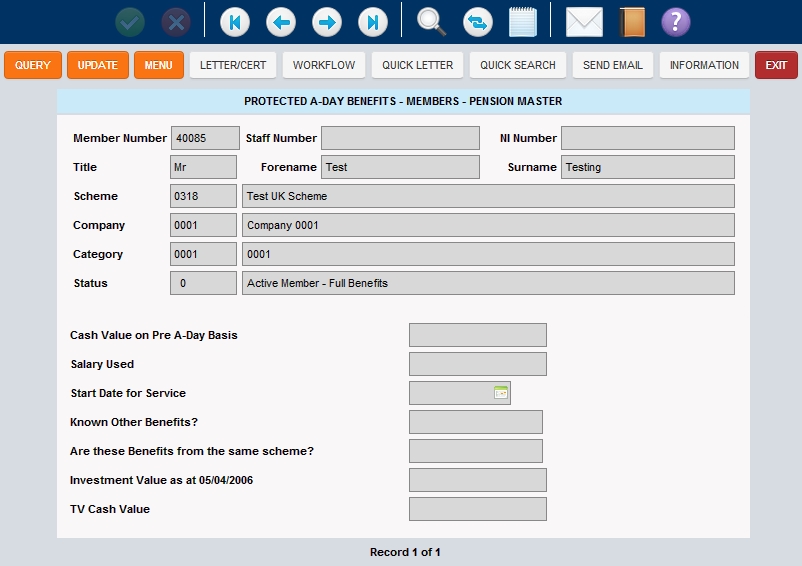 ?
QUERY UPDATE MENU LETTER/CERT WORKFLOW QUICK LETTER QUICK SEARCH SEND EMAIL INFORMATION EXIT
PROTECTED A-DAY BENEFITS - MEMBERS - PENSION MASTER
Member Number 40085 Staff Number NI Number
Title Mr Forename Test Surname Testing
Scheme 0318 Test UK Scheme
Company 0001 Company 0001
Category 0001 0001
Status 0 Active Member - Full Benefits
Cash Value on Pre A-Day Basis
Salary Used
Start Date for Service
Known Other Benefits?
Are these Benefits from the same scheme?
Investment Value as at 05/04/2006
TV Cash Value
Record 1 of 1